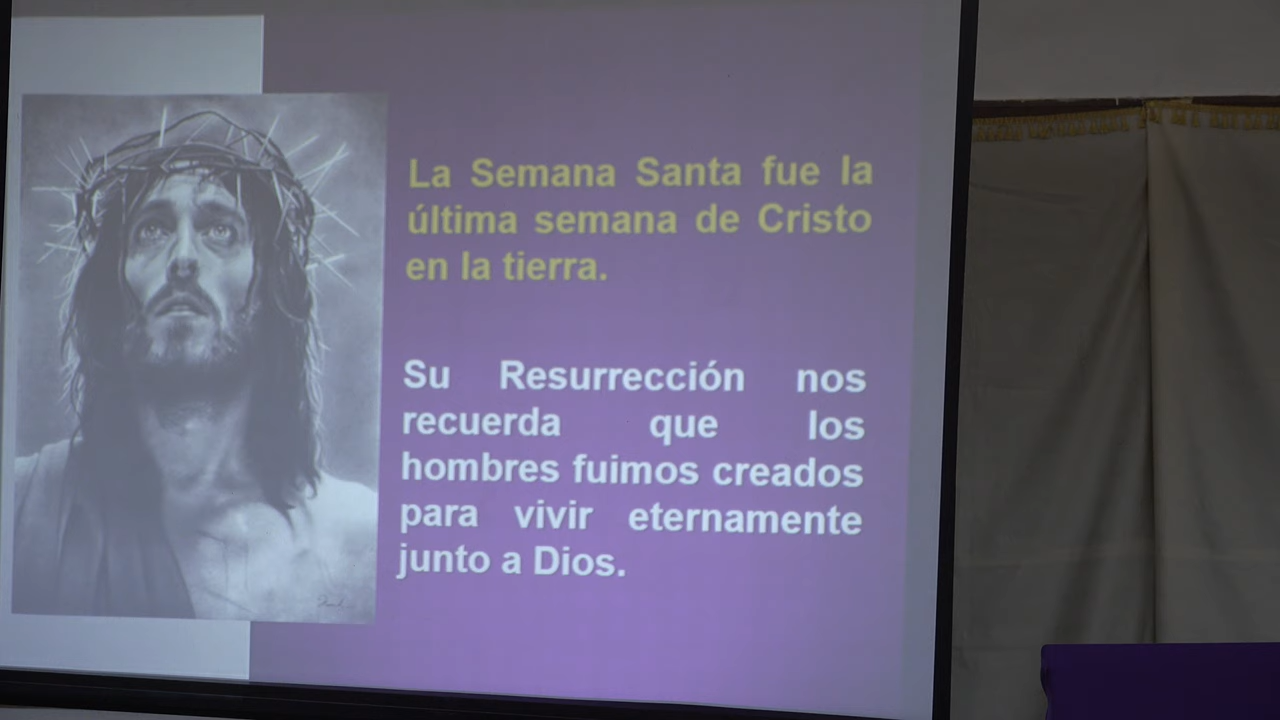 La Semana Santa fue la
última semana de Cristo
en la tierra.
Su Resurrección nos
recuerda que los
hombres fuimos creados
para vivir eternamente
junto a Dios.